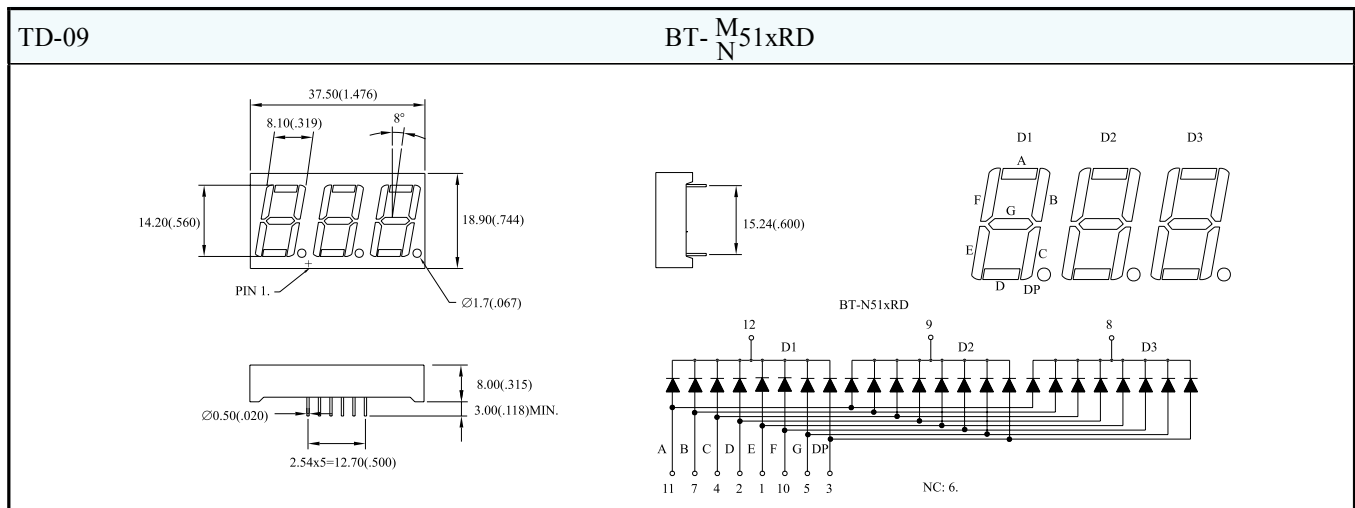 TD-09
BT- M/N 51xRD
37.50(1.476)
8.10(.319)
8°
14.20(.560)
18.90(.744)
PIN 1.
∅1.7(.067)
15.24(.600)
D1 D2 D3
A
F B
G
E C
D DP
8.00(.315)
∅0.50(.020)
3.00(.118)MIN.
2.54x5=12.70(.500)
BT-N51xRD
12 9 8
D1 D2 D3
A B C D E F G DP
11 7 4 2 1 10 5 3
NC: 6.